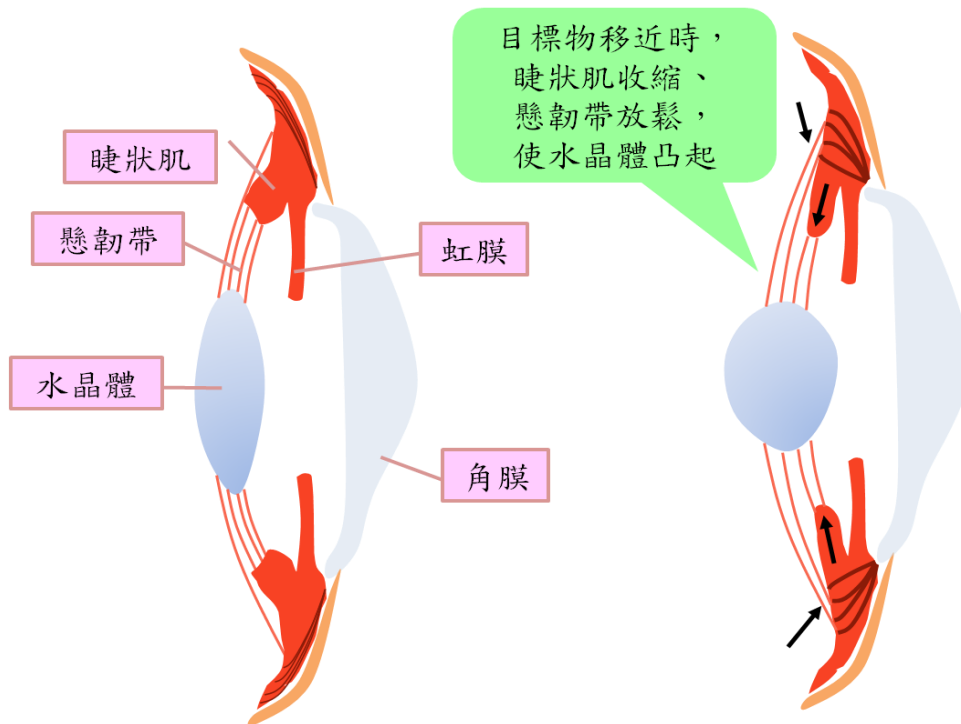 目標物移近時，
睫狀肌收縮、
懸韌帶放鬆，
使水晶體凸起
睫狀肌
懸韌帶
虹膜
水晶體
角膜